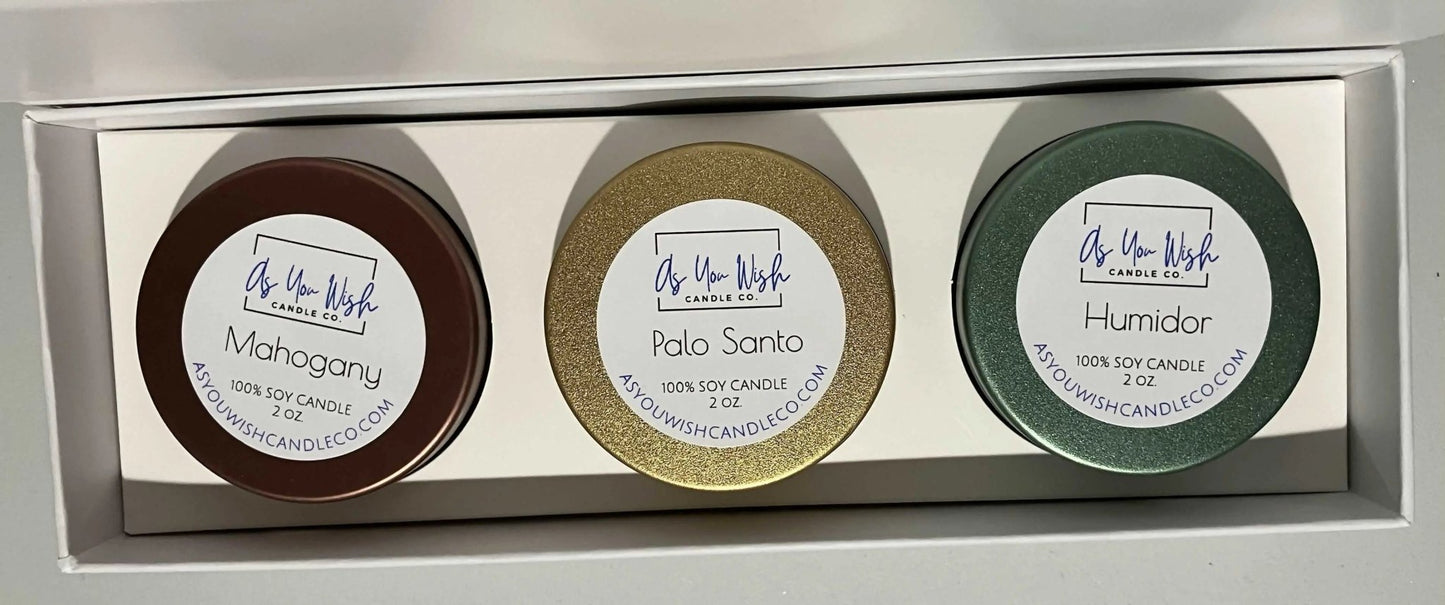 As You Wish
CANDLE CO.
Mahogany
100% SOY CANDLE
2 OZ.
ASYOUWISHCANDLECO.COM
As You Wish
CANDLE CO.
Palo Santo
100% SOY CANDLE
2 OZ.
ASYOUWISHCANDLECO.COM
As You Wish
CANDLE CO.
Humidor
100% SOY CANDLE
2 OZ.
ASYOUWISHCANDLECO.COM